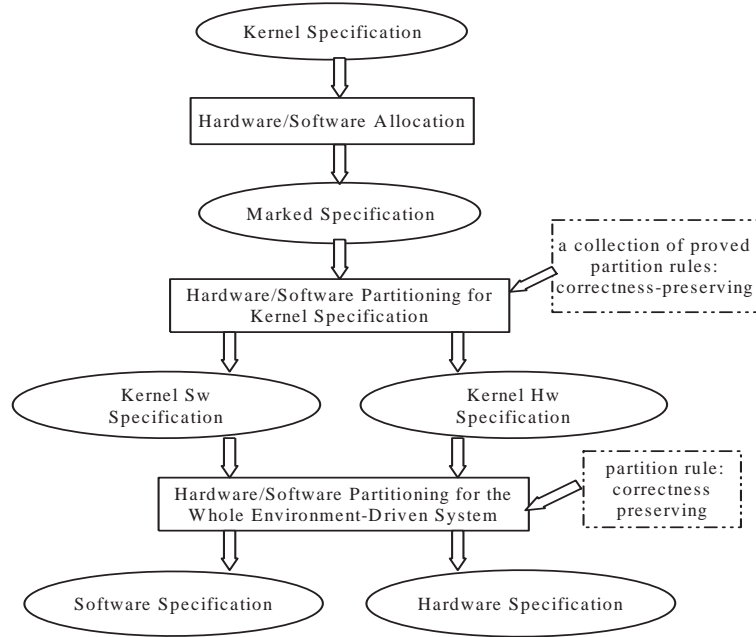 Kernel Specification
Hardware/Software Allocation
Marked Specification
a collection of proved
partition rules:
correctness-preserving
Hardware/Software Partitioning for
Kernel Specification
Kernel Sw
Specification
Kernel Hw
Specification
partition rule:
correctness
preserving
Hardware/Software Partitioning for the
Whole Environment-Driven System
Software Specification
Hardware Specification